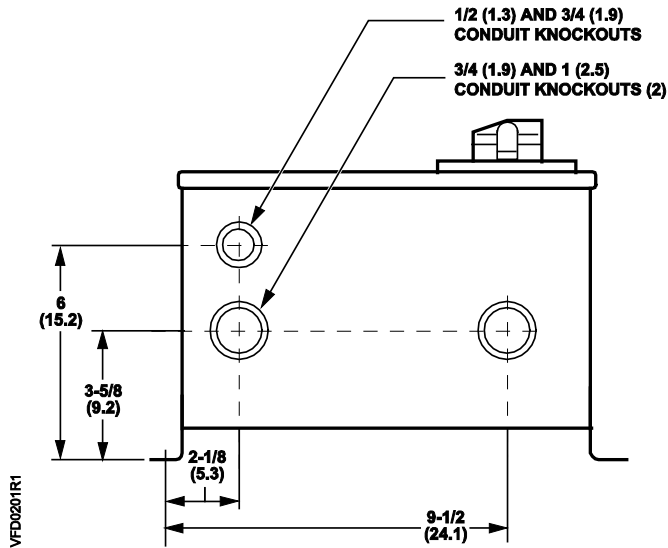 1/2 (1.3) AND 3/4 (1.9)
CONDUIT KNOCKOUTS
3/4 (1.9) AND 1 (2.5)
CONDUIT KNOCKOUTS (2)
6
(15.2)
3-5/8
(9.2)
2-1/8
(5.3)
9-1/2
(24.1)
VFD0201R1